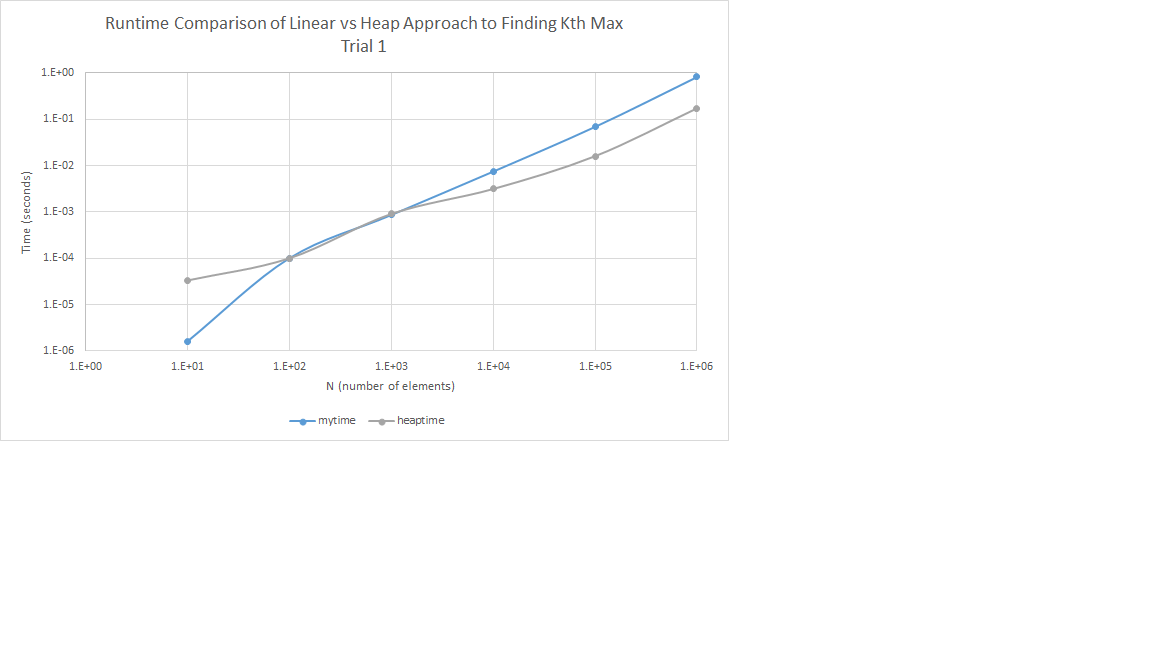 Runtime Comparison of Linear vs Heap Approach to Finding Kth Max
Trial 1
1.E+00
1.E-01
1.E-02
1.E-03
1.E-04
1.E-05
1.E-06
Time (seconds)
1.E+00 1.E+01 1.E+02 1.E+03 1.E+04 1.E+05 1.E+06
N (number of elements)
mytime heaptime